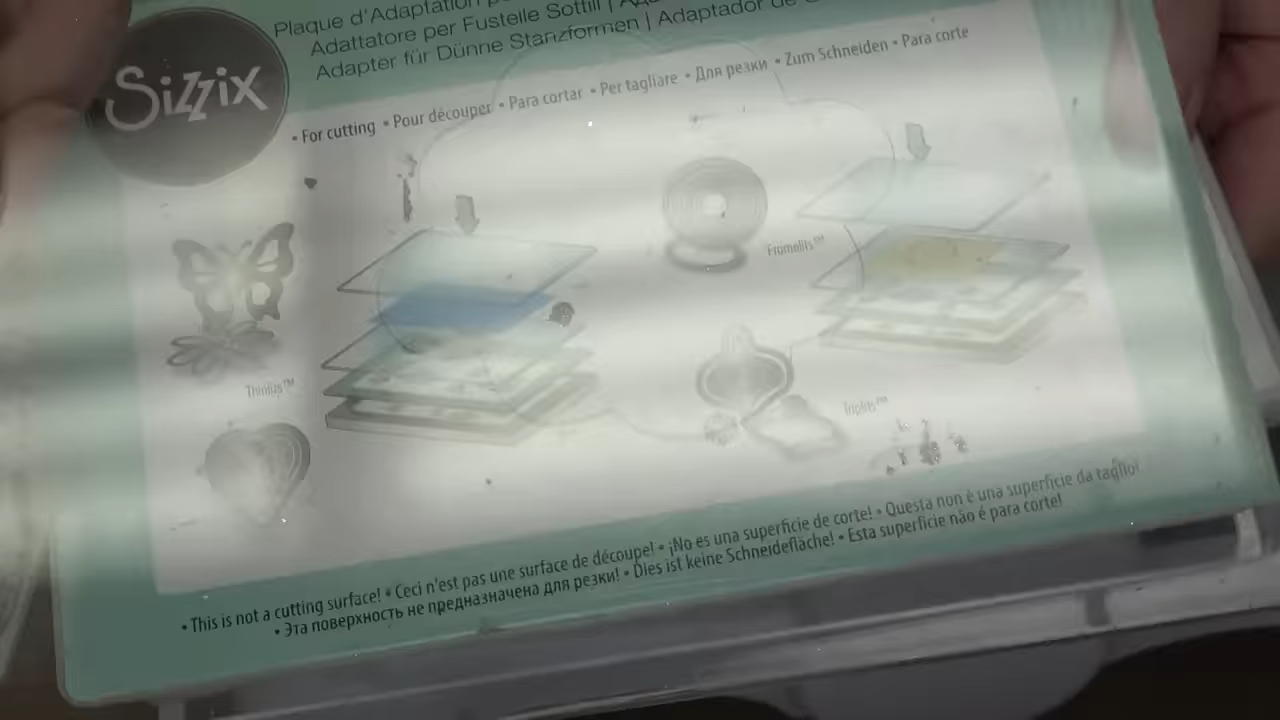 Sizzix
Plaque d'Adaptation
Adattatore per Fustelle Sottili |
Adapter für Dünne Stanzformen | Adaptador de
• For cutting • Pour découper • Para cortar • Per tagliare • Для резки • Zum Schneiden • Para corte
Framelits™
Thinlits™
Triplits™
• This is not a cutting surface! • Ceci n'est pas une surface de découpe! • ¡No es una superficie de corte! • Questa non è una superficie da taglio!
• Эта поверхность не предназначена для резки! • Dies ist keine Schneidefläche! • Esta superficie não é para corte!